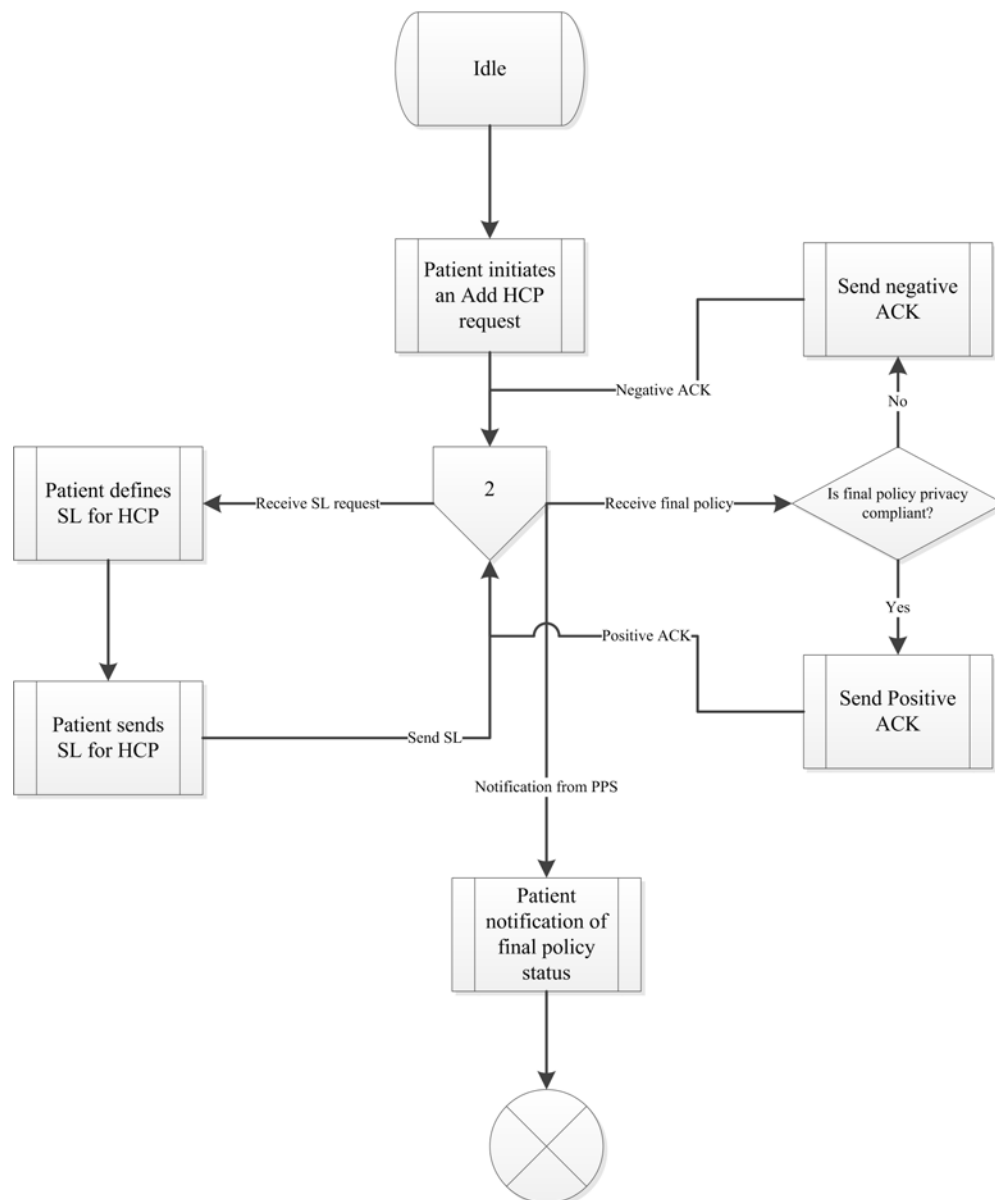 Idle
Patient initiates
an Add HCP
request
Send negative
ACK
Negative ACK
No
Patient defines
SL for HCP
Receive SL request
2
Receive final policy
Is final policy privacy
compliant?
Yes
Positive ACK
Patient sends
SL for HCP
Send SL
Send Positive
ACK
Notification from PPS
Patient
notification of
final policy
status